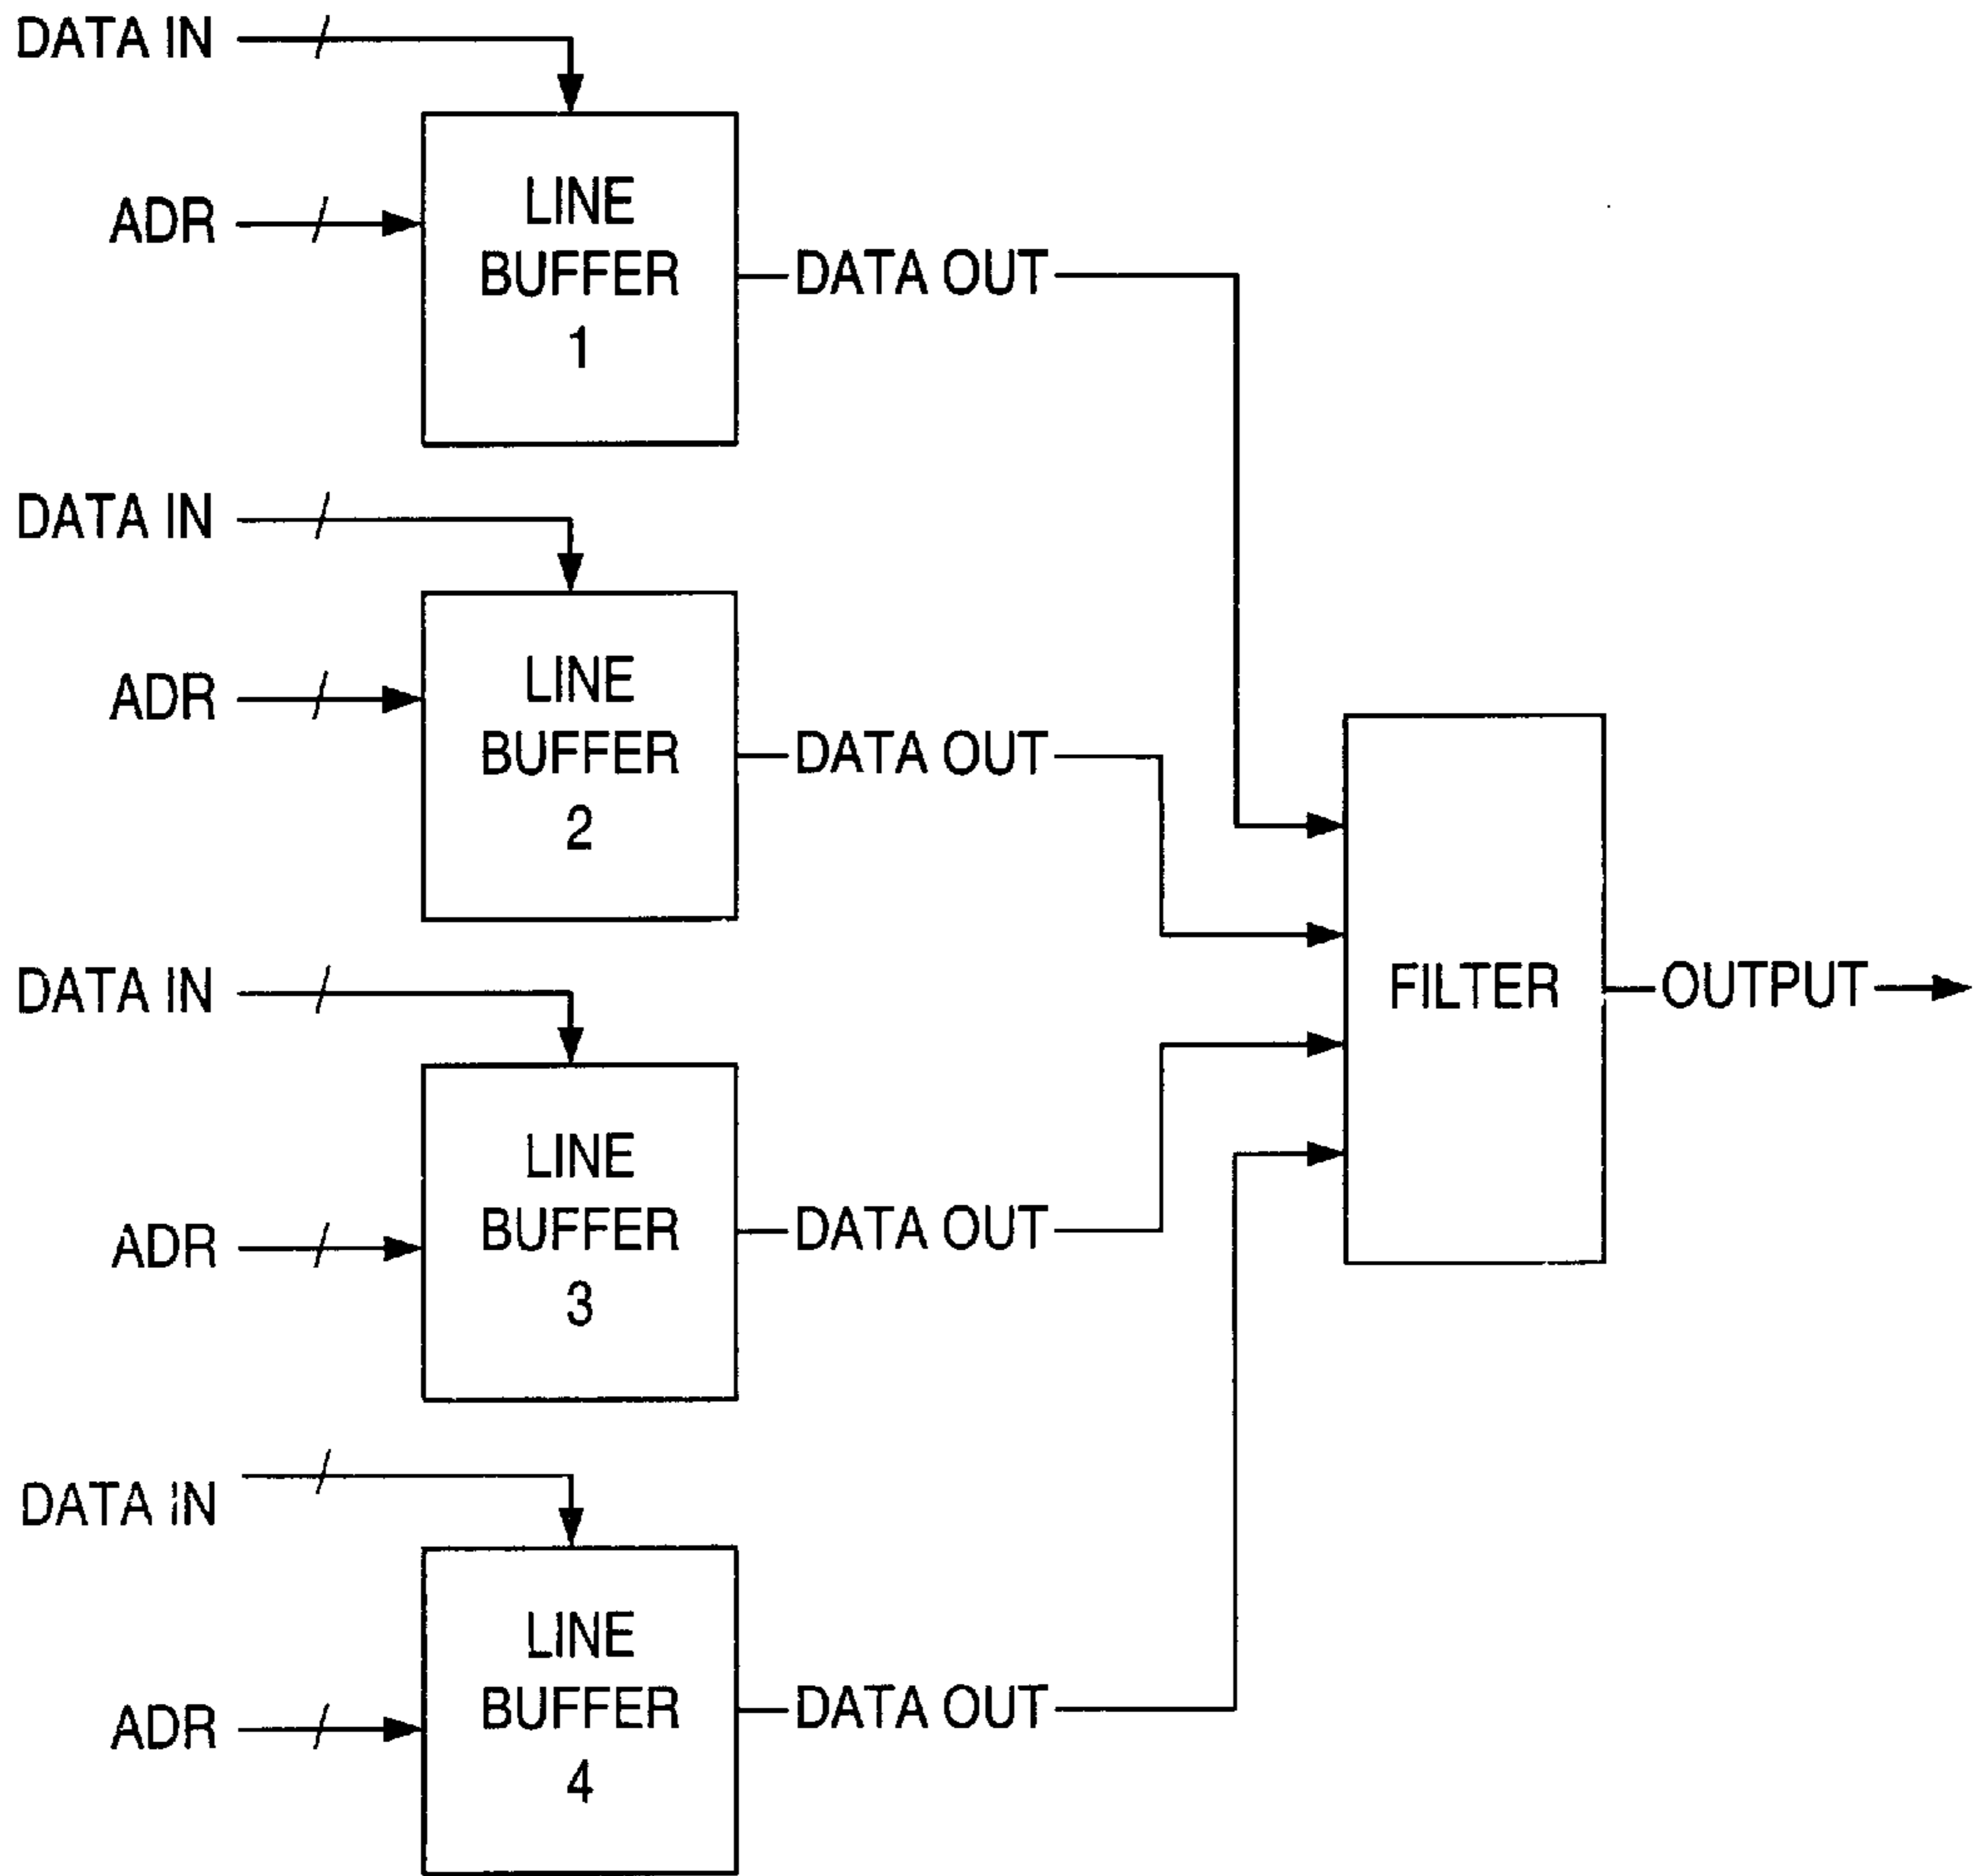 DATA IN
ADR
LINE
BUFFER
1
DATA OUT
DATA IN
ADR
LINE
BUFFER
2
DATA OUT
DATA IN
ADR
LINE
BUFFER
3
DATA OUT
DATA IN
ADR
LINE
BUFFER
4
DATA OUT
FILTER
OUTPUT